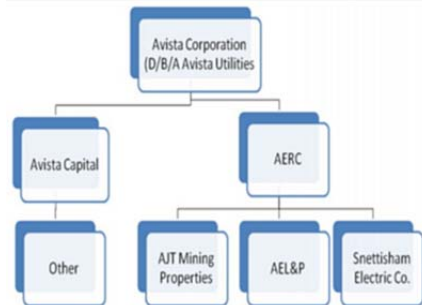 Avista Corporation
(D/B/A Avista Utilities
Avista Capital
AERC
Other
AJT Mining
Properties
AEL&P
Snettisham
Electric Co.